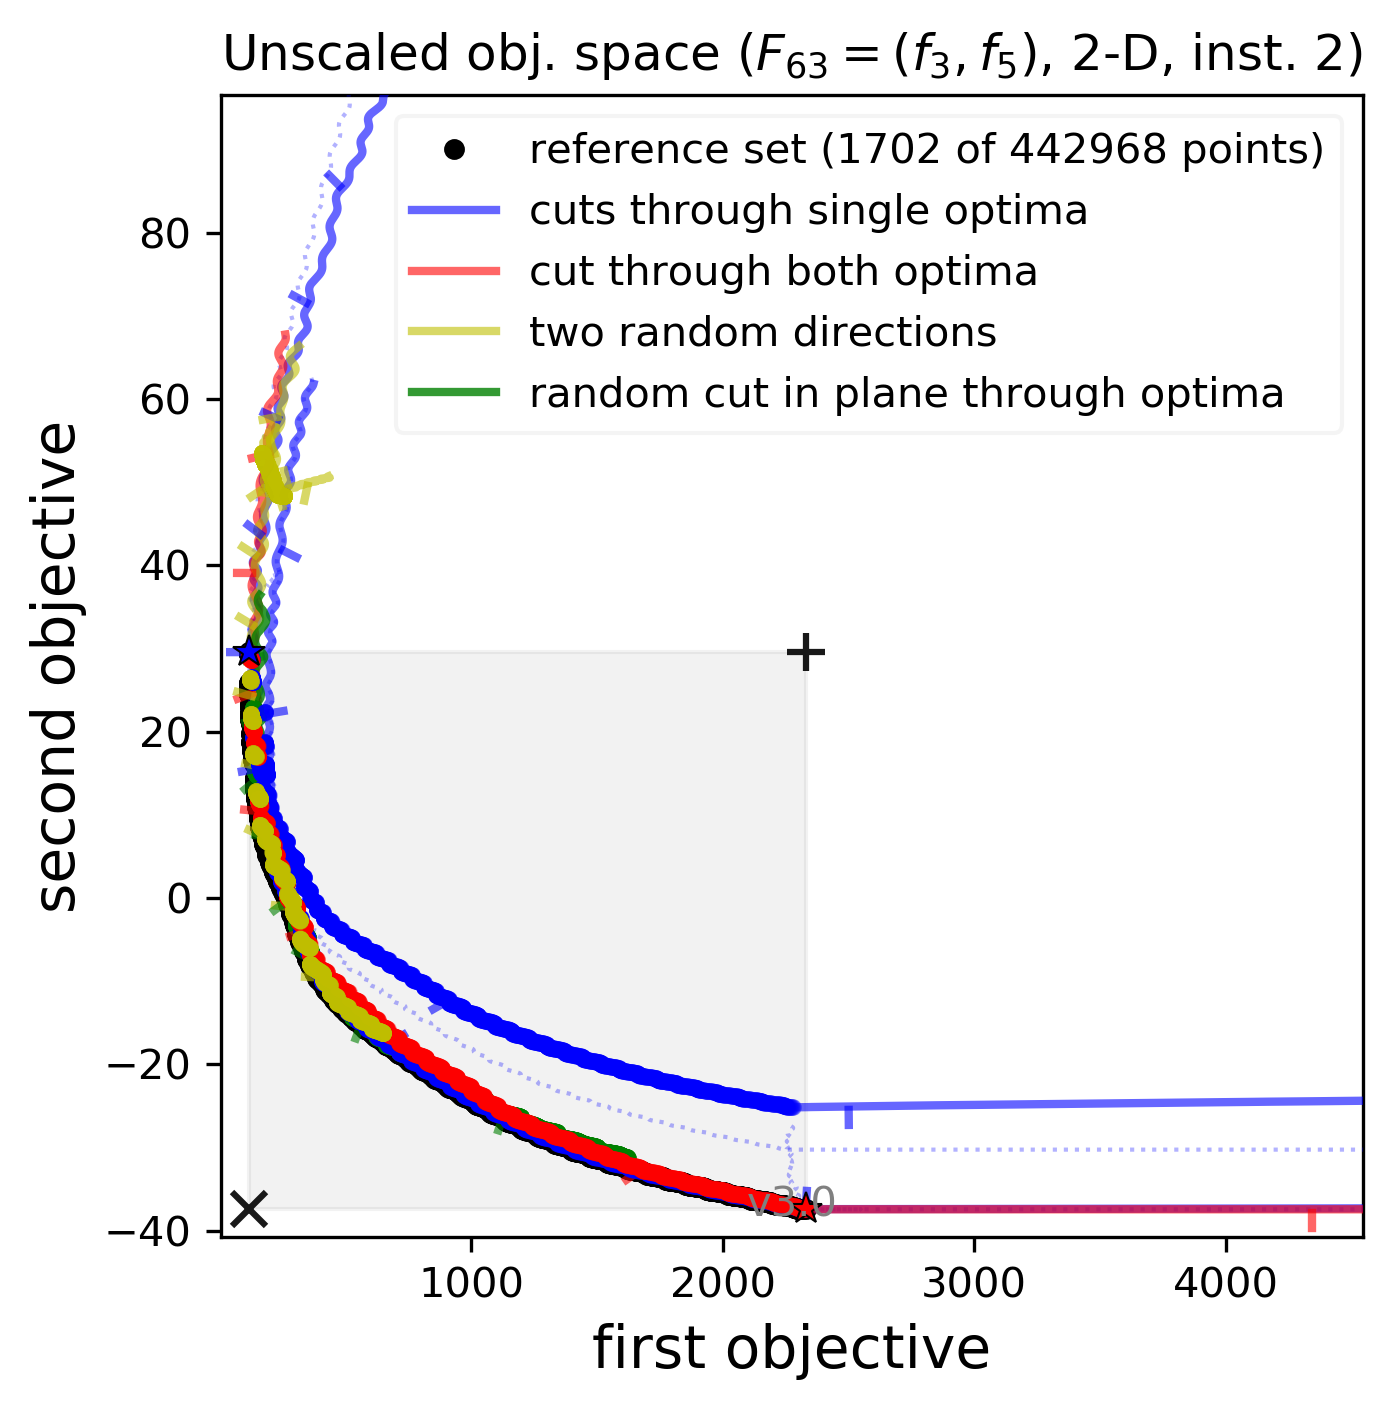 Unscaled obj. space (F₆₃ = (f₃, f₅), 2-D, inst. 2)
reference set (1702 of 442968 points)
cuts through single optima
cut through both optima
two random directions
random cut in plane through optima
second objective
80
60
40
20
0
−20
−40
v3.0
1000
2000
3000
4000
first objective